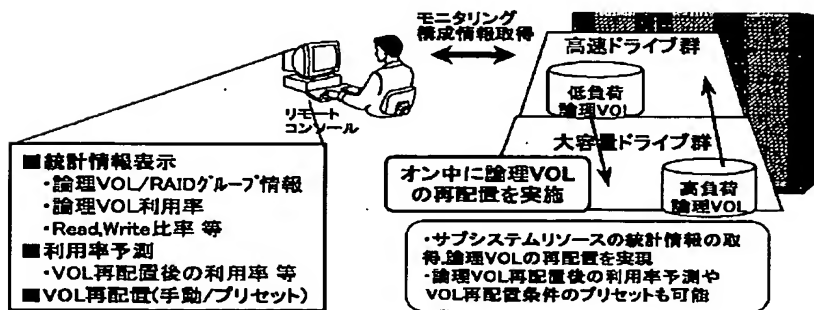 モニタリング
構成情報取得
高速ドライブ群
低負荷
論理VOL
リモート
コンソール
大容量ドライブ群
オン中に論理VOL
の再配置を実施
高負荷
論理VOL
■統計情報表示
・論理VOL/RAIDグループ情報
・論理VOL利用率
・Read,Write比率 等
■利用率予測
・VOL再配置後の利用率 等
■VOL再配置(手動/プリセット)
・サブシステムリソースの統計情報の取
得,論理VOLの再配置を実現
・論理VOL再配置後の利用率予測や
VOL再配置条件のプリセットも可能